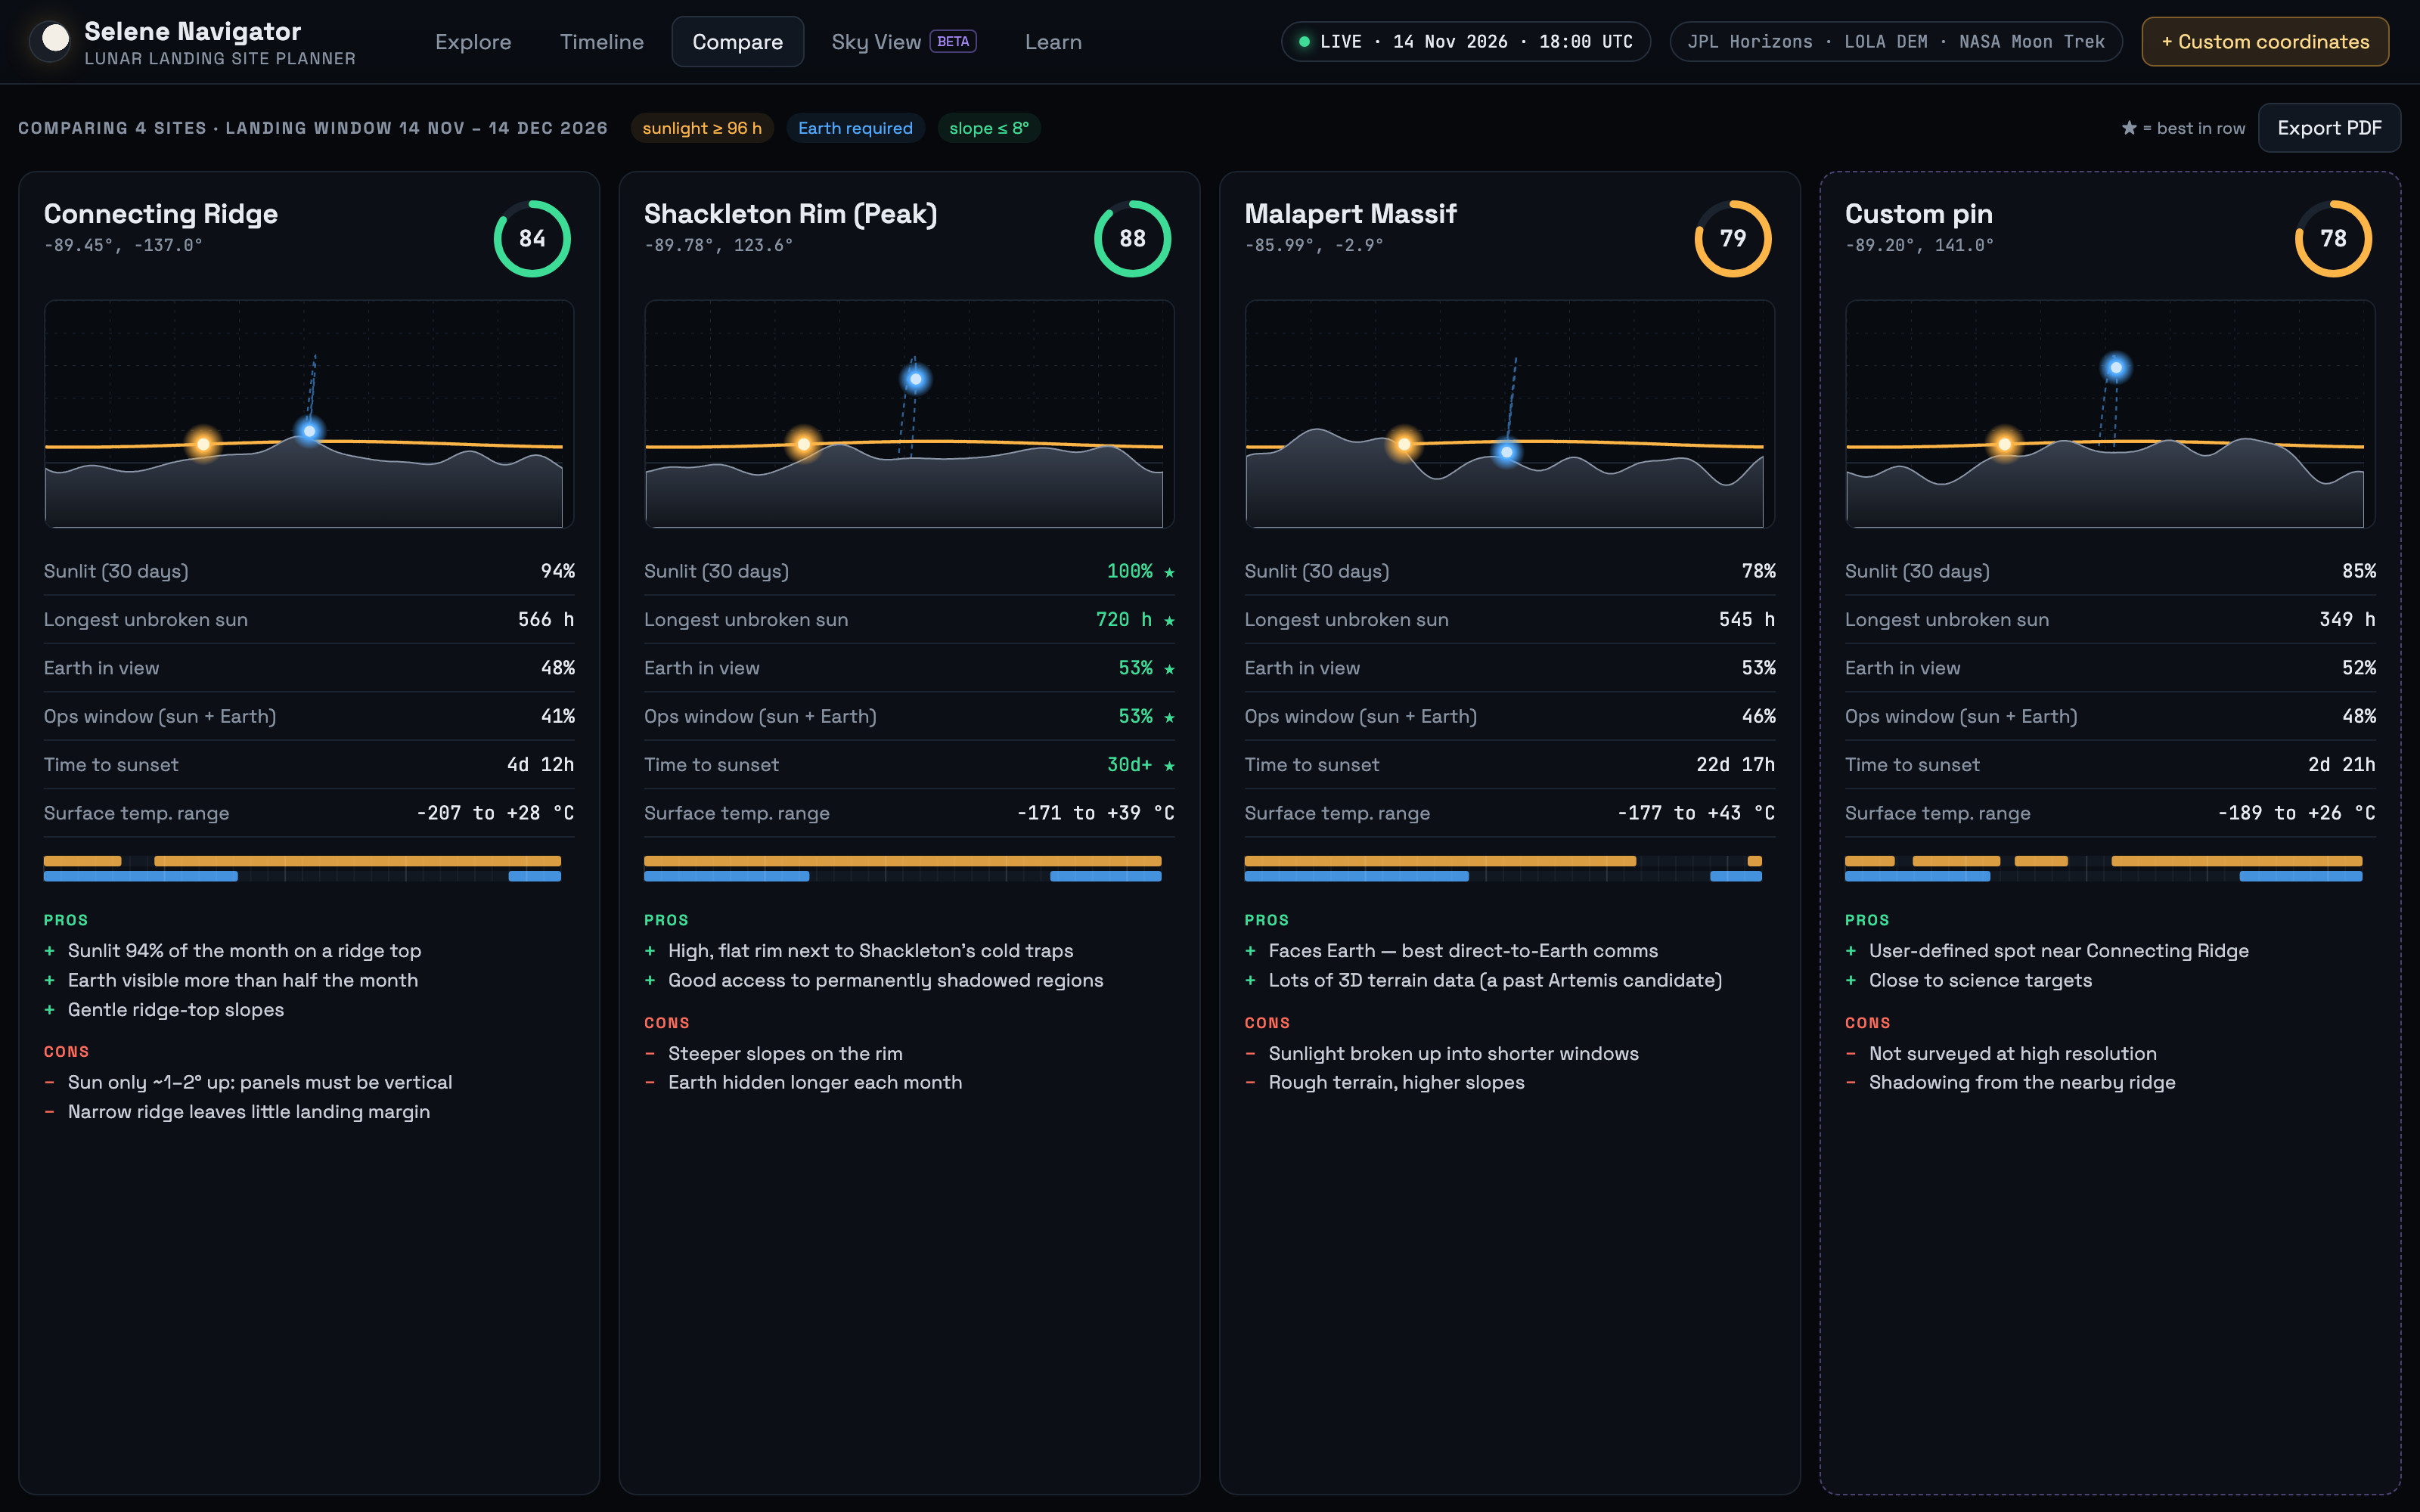 Selene Navigator
LUNAR LANDING SITE PLANNER
Explore
Timeline
Compare
Sky View BETA
Learn
LIVE · 14 Nov 2026 · 18:00 UTC
JPL Horizons · LOLA DEM · NASA Moon Trek
+ Custom coordinates
COMPARING 4 SITES · LANDING WINDOW 14 NOV – 14 DEC 2026
sunlight ≥ 96 h
Earth required
slope ≤ 8°
★ = best in row
Export PDF
Connecting Ridge
-89.45°, -137.0°
84
Sunlit (30 days) 94%
Longest unbroken sun 566 h
Earth in view 48%
Ops window (sun + Earth) 41%
Time to sunset 4d 12h
Surface temp. range -207 to +28 °C
PROS
+ Sunlit 94% of the month on a ridge top
+ Earth visible more than half the month
+ Gentle ridge-top slopes
CONS
– Sun only ~1–2° up: panels must be vertical
– Narrow ridge leaves little landing margin
Shackleton Rim (Peak)
-89.78°, 123.6°
88
Sunlit (30 days) 100% ★
Longest unbroken sun 720 h ★
Earth in view 53% ★
Ops window (sun + Earth) 53% ★
Time to sunset 30d+ ★
Surface temp. range -171 to +39 °C
PROS
+ High, flat rim next to Shackleton's cold traps
+ Good access to permanently shadowed regions
CONS
– Steeper slopes on the rim
– Earth hidden longer each month
Malapert Massif
-85.99°, -2.9°
79
Sunlit (30 days) 78%
Longest unbroken sun 545 h
Earth in view 53%
Ops window (sun + Earth) 46%
Time to sunset 22d 17h
Surface temp. range -177 to +43 °C
PROS
+ Faces Earth — best direct-to-Earth comms
+ Lots of 3D terrain data (a past Artemis candidate)
CONS
– Sunlight broken up into shorter windows
– Rough terrain, higher slopes
Custom pin
-89.20°, 141.0°
78
Sunlit (30 days) 85%
Longest unbroken sun 349 h
Earth in view 52%
Ops window (sun + Earth) 48%
Time to sunset 2d 21h
Surface temp. range -189 to +26 °C
PROS
+ User-defined spot near Connecting Ridge
+ Close to science targets
CONS
– Not surveyed at high resolution
– Shadowing from the nearby ridge